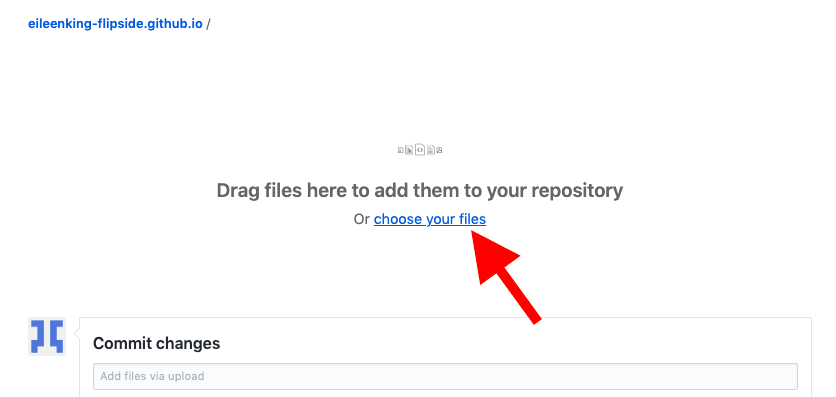 eileenking-flipside.github.io /
Drag files here to add them to your repository
Or choose your files
Commit changes
Add files via upload